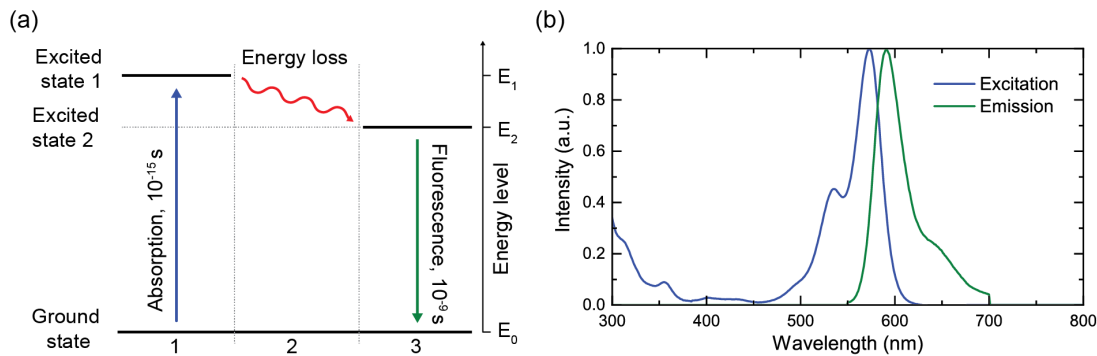 (a)
Excited
state 1
Energy loss
E1
Excited
state 2
E2
Absorption, 10-15 s
Fluorescence, 10-9 s
Energy level
Ground
state
E0
1
2
3
(b)
1.0
0.8
0.6
0.4
0.2
0.0
Intensity (a.u.)
Excitation
Emission
300
400
500
600
700
800
Wavelength (nm)